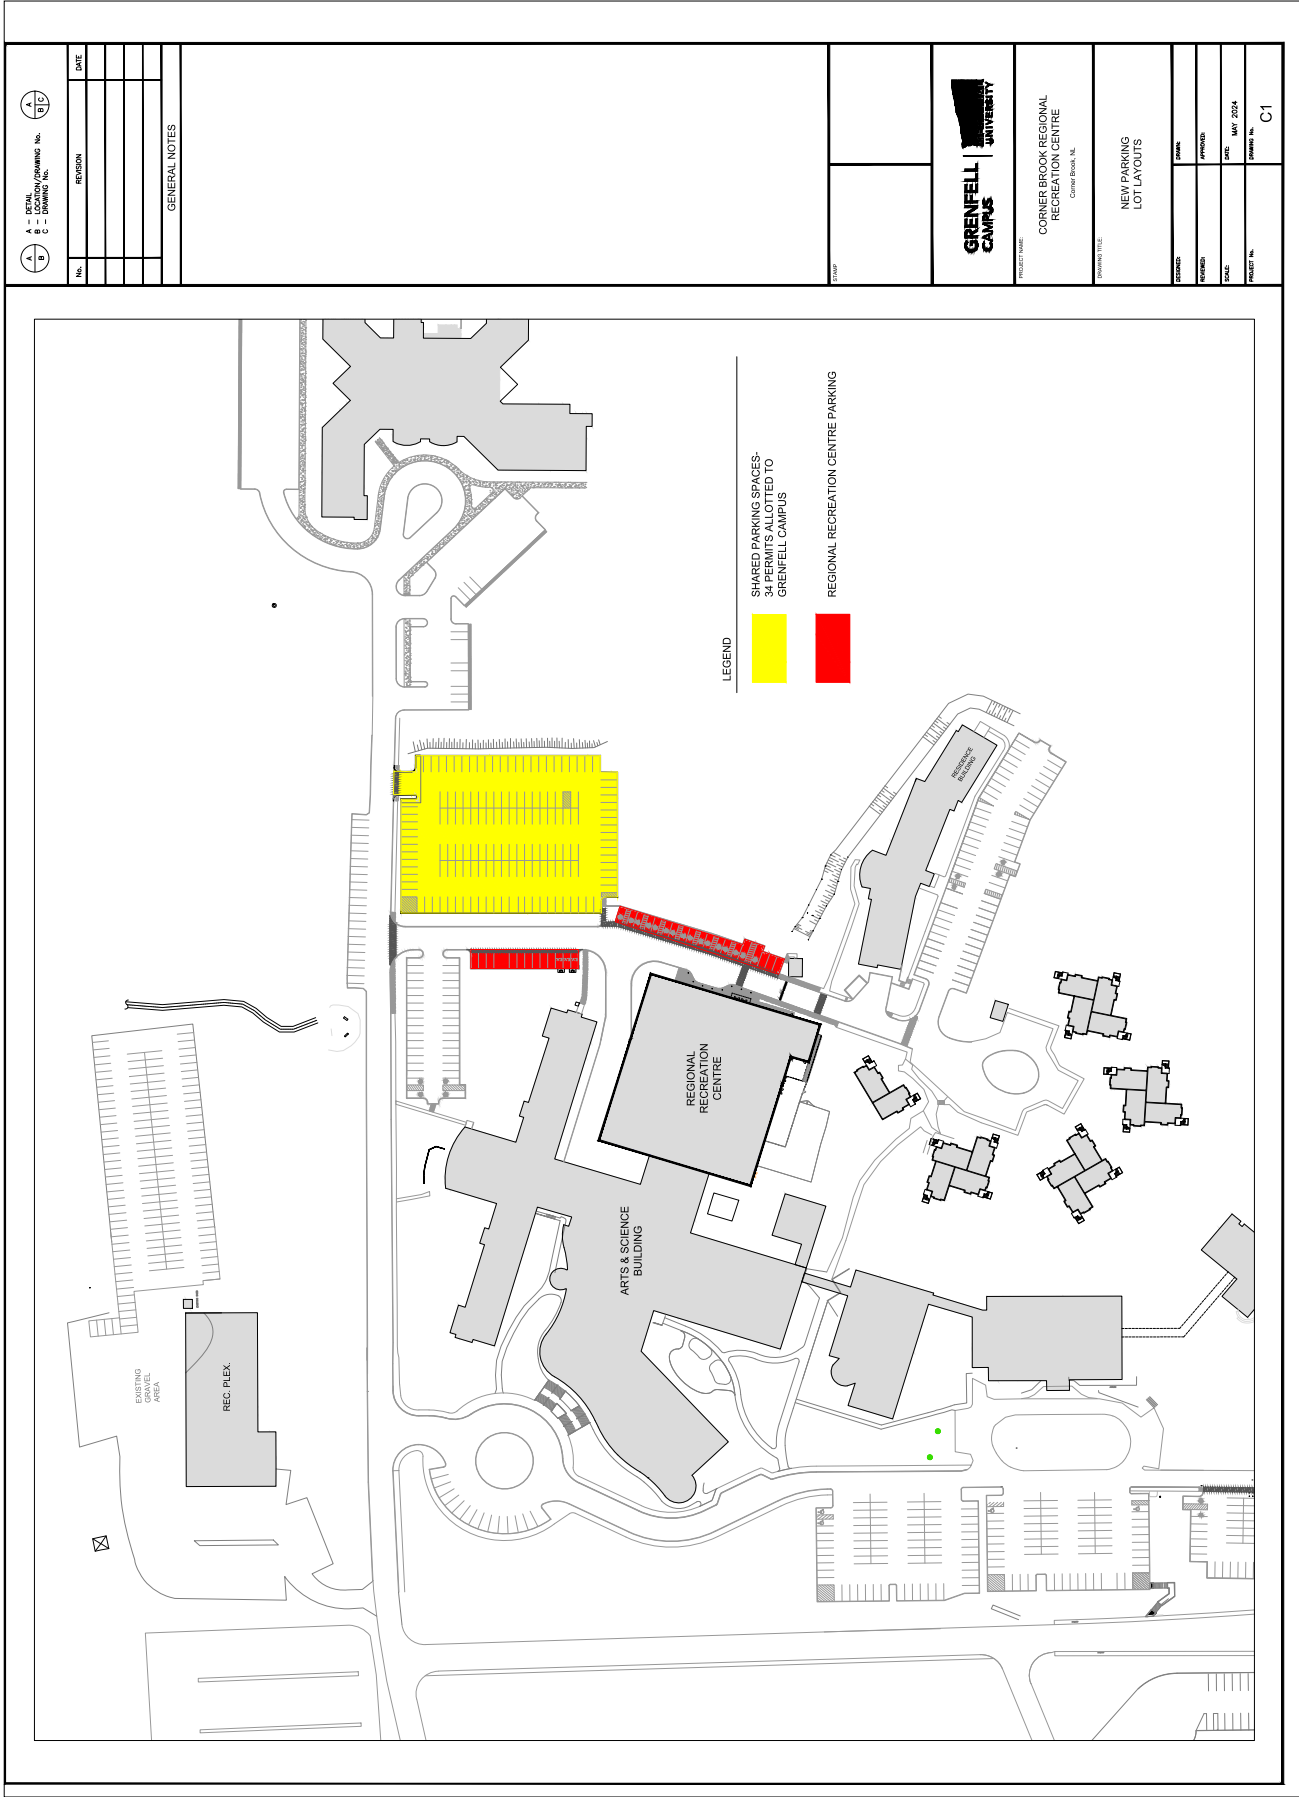 A
B
A
B C
A – DETAIL
B – LOCATION/DRAWING No.
C – DRAWING No.
No.
REVISION
DATE
GENERAL NOTES
STAMP
GRENFELL
CAMPUS
UNIVERSITY
PROJECT NAME:
CORNER BROOK REGIONAL
RECREATION CENTRE
Corner Brook, NL
DRAWING TITLE:
NEW PARKING
LOT LAYOUTS
DESIGNED:
DRAWN:
REVIEWED:
APPROVED:
SCALE:
DATE:
MAY 2024
PROJECT No.
DRAWING No.
C1
LEGEND
SHARED PARKING SPACES-
34 PERMITS ALLOTTED TO
GRENFELL CAMPUS
REGIONAL RECREATION CENTRE PARKING
RESIDENCE
BUILDING
REGIONAL
RECREATION
CENTRE
ARTS & SCIENCE
BUILDING
EXISTING
GRAVEL
AREA
REC. PLEX.